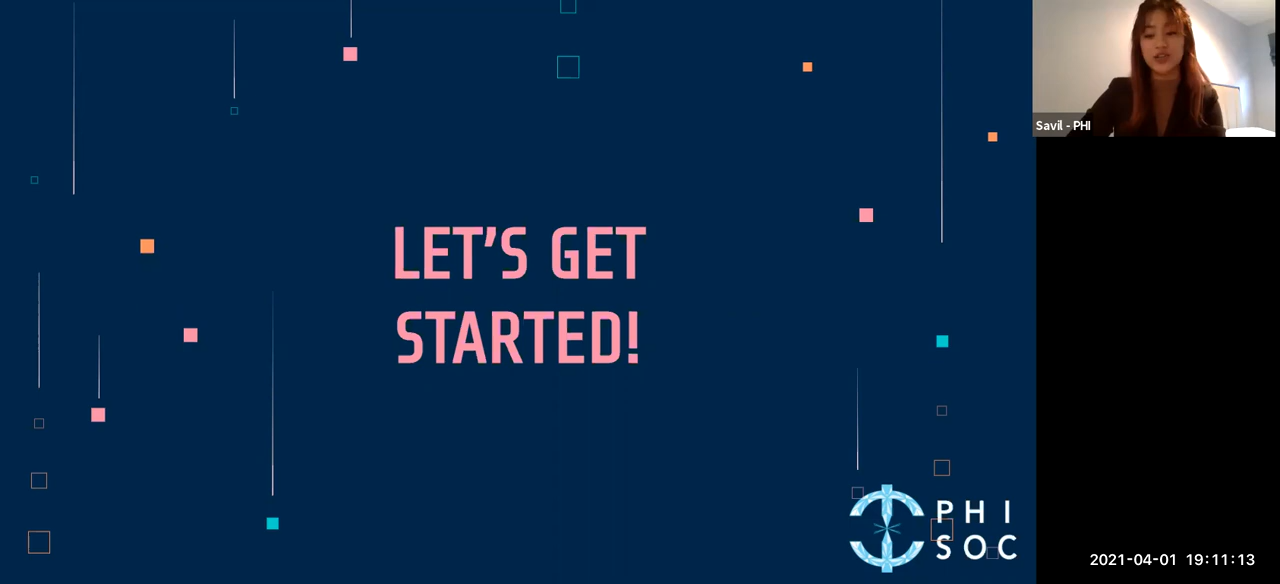 LET'S GET
STARTED!
Savil - PHI
PHI
SOC
2021-04-01 19:11:13